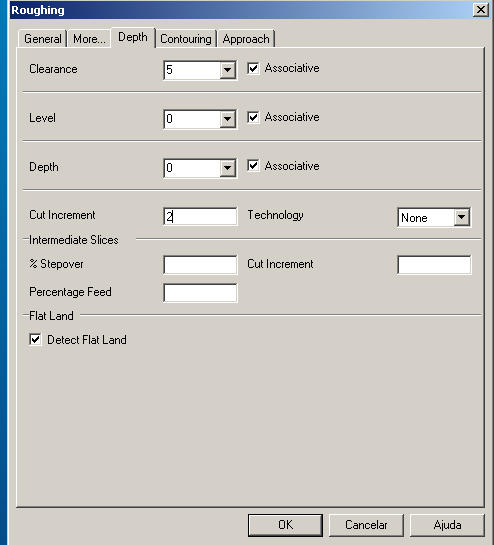 Roughing
General More... Depth Contouring Approach
Clearance 5 Associative
Level 0 Associative
Depth 0 Associative
Cut Increment 2 Technology None
Intermediate Slices
% Stepover Cut Increment
Percentage Feed
Flat Land
Detect Flat Land
OK Cancelar Ajuda